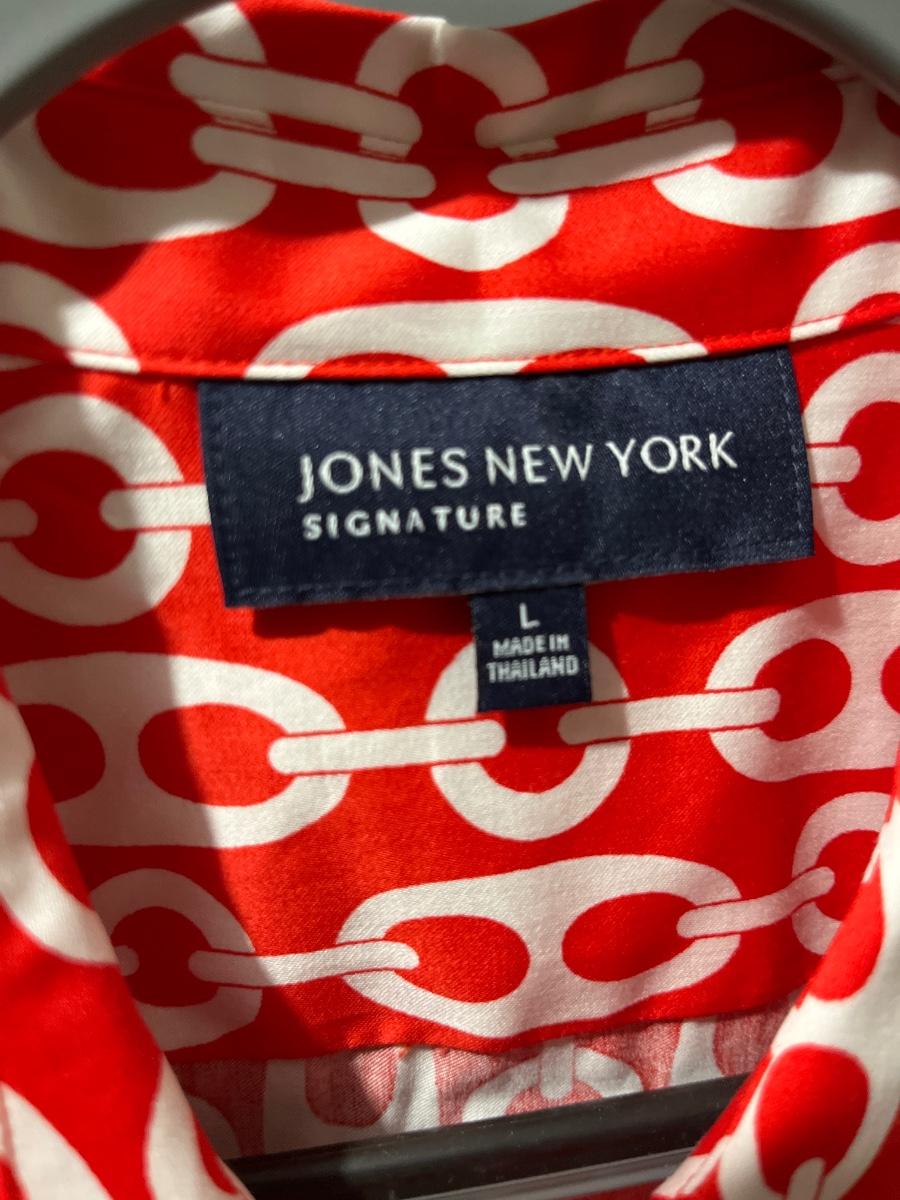 JONES NEW YORK
SIGNATURE
L
MADE IN
THAILAND